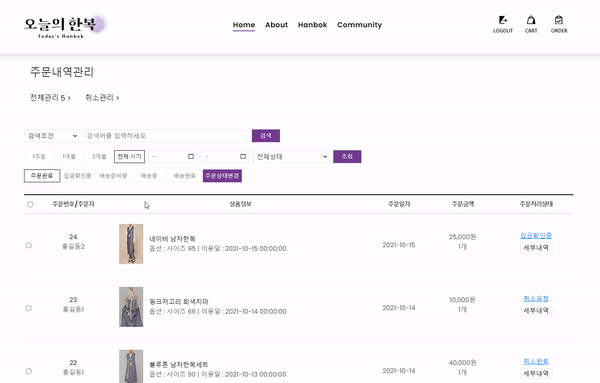 오늘의 한복
Today's Hanbok
Home About Hanbok Community
LOGOUT CART ORDER
주문내역관리
전체관리 5 > 취소관리 >
검색조건 검색어를 입력하세요 검색
1주일 1개월 3개월 전체 시기 - - 전체상태 조회
주문완료 입금확인중 배송준비중 배송중 배송완료 주문상태변경
주문번호/주문자 상품정보 주문일자 주문금액 주문처리상태
24
홍길동2
네이비 남자한복
옵션 : 사이즈 95 | 이용일 : 2021-10-15 00:00:00
2021-10-15
25,000원
1개
입금확인중
세부내역
23
홍길동1
핑크저고리 회색치마
옵션 : 사이즈 66 | 이용일 : 2021-10-14 00:00:00
2021-10-14
10,000원
1개
취소요청
세부내역
22
홍길동1
블루톤 남자한복세트
옵션 : 사이즈 90 | 이용일 : 2021-10-13 00:00:00
2021-10-14
40,000원
1개
취소완료
세부내역